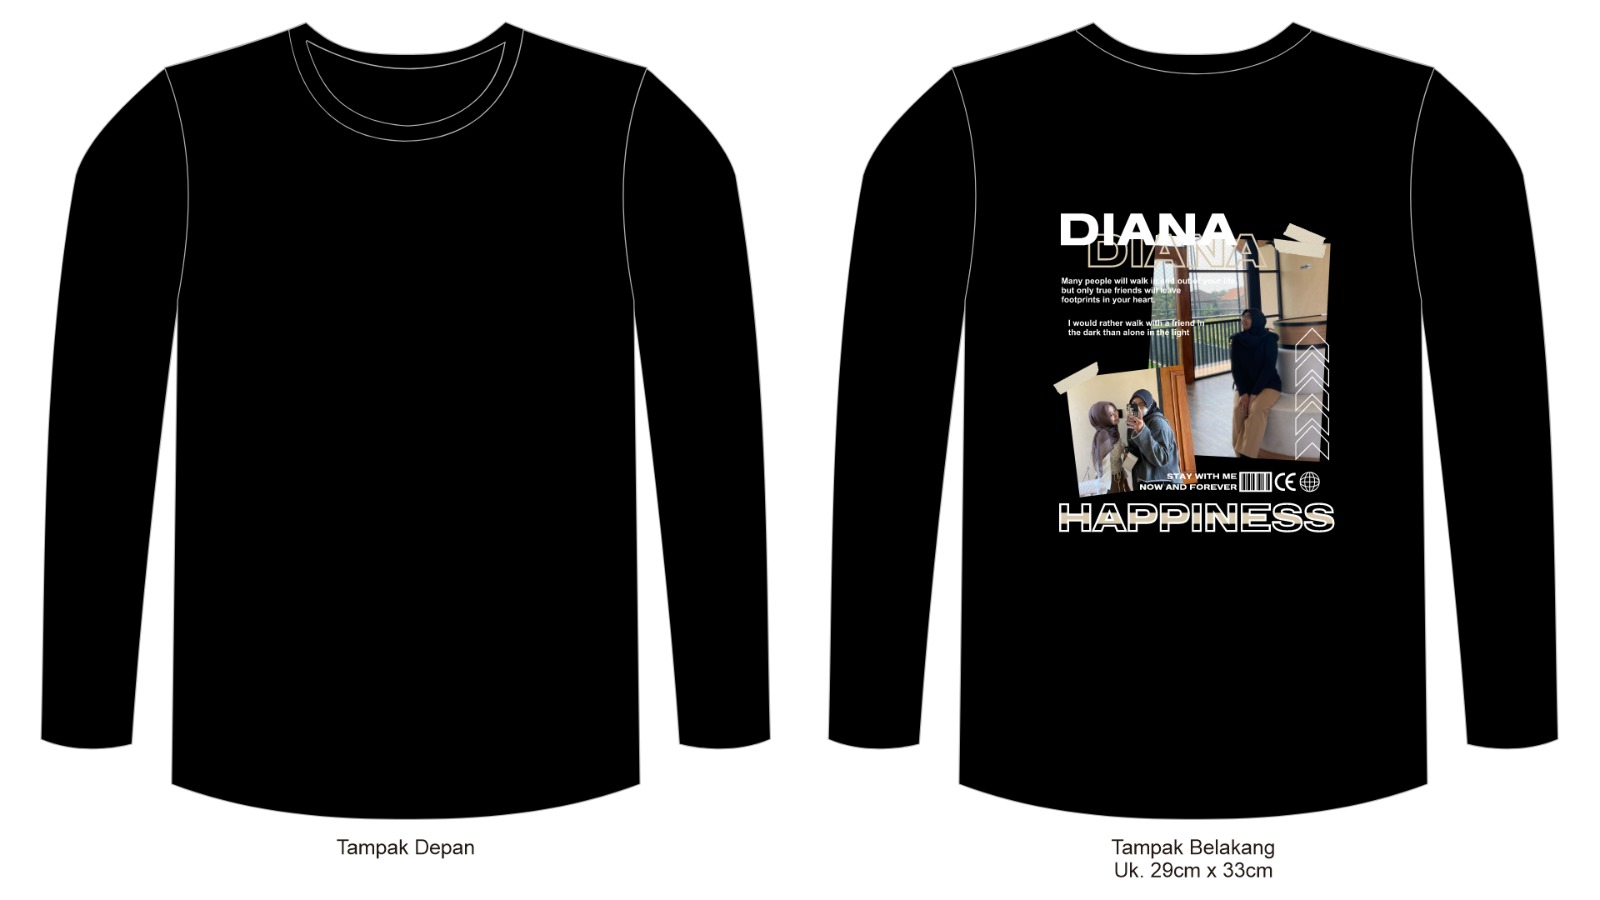 DIANA
DIANA
Many people will walk in and out of your life,
but only true friends will leave
footprints in your heart.
I would rather walk with a friend in
the dark than alone in the light
STAY WITH ME
NOW AND FOREVER
CE
HAPPINESS
Tampak Depan
Tampak Belakang
Uk. 29cm x 33cm